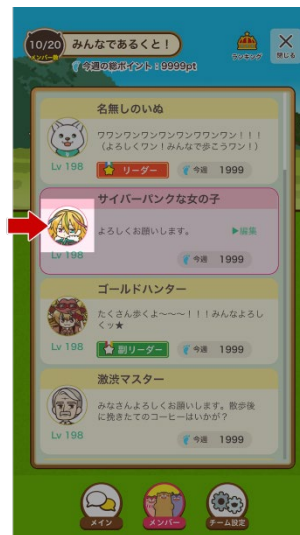 10/20
メンバー数
みんなであるくと！
今週の総ポイント：9999pt
ランキング
閉じる
名無しのいぬ
ワワンワンワンワンワンワワンワン！！！
（よろしくワン！みんなで歩こうワン！）
Lv 198
リーダー
今週 1999
サイバーパンクな女の子
よろしくお願いします。
▶編集
Lv 198
今週 1999
ゴールドハンター
たくさん歩くよ〜〜〜！！！みんなよろし
くッ★
Lv 198
副リーダー
今週 1999
激渋マスター
みなさんよろしくお願いします。散歩後
に挽きたてのコーヒーはいかが？
Lv 198
今週 1999
メイン
メンバー
チーム設定